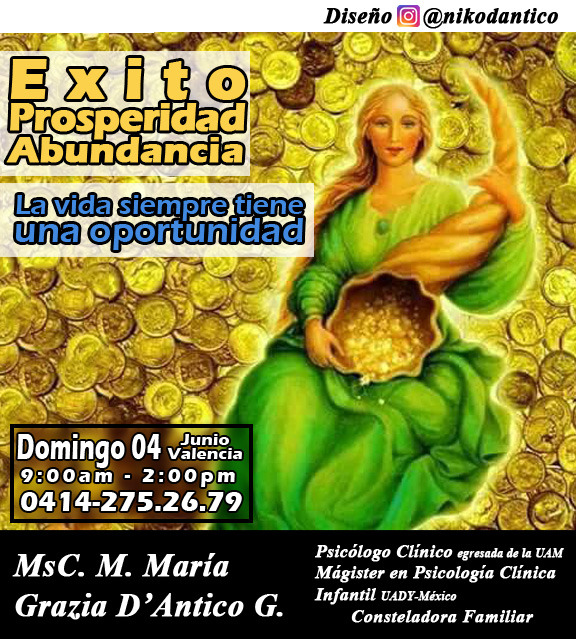 Diseño @nikodantico
Exito
Prosperidad
Abundancia
La vida siempre tiene
una oportunidad
Domingo 04 Junio Valencia
9:00am - 2:00pm
0414-275.26.79
MsC. M. María
Grazia D'Antico G.
Psicólogo Clínico egresada de la UAM
Mágister en Psicología Clínica
Infantil UADY-México
Consteladora Familiar